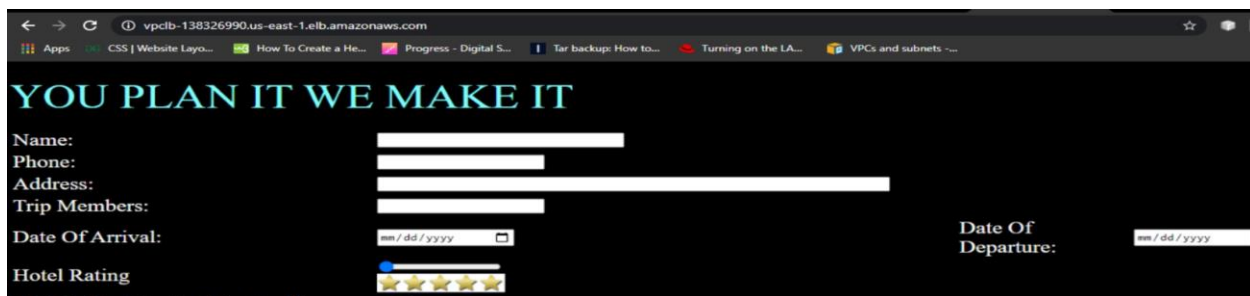 vpclb-138326990.us-east-1.elb.amazonaws.com
Apps CSS | Website Layo... How To Create a He... Progress - Digital S... Tar backup: How to... Turning on the LA... VPCs and subnets -...
YOU PLAN IT WE MAKE IT
Name:
Phone:
Address:
Trip Members:
Date Of Arrival: mm/dd/yyyy Date Of Departure: mm/dd/yyyy
Hotel Rating